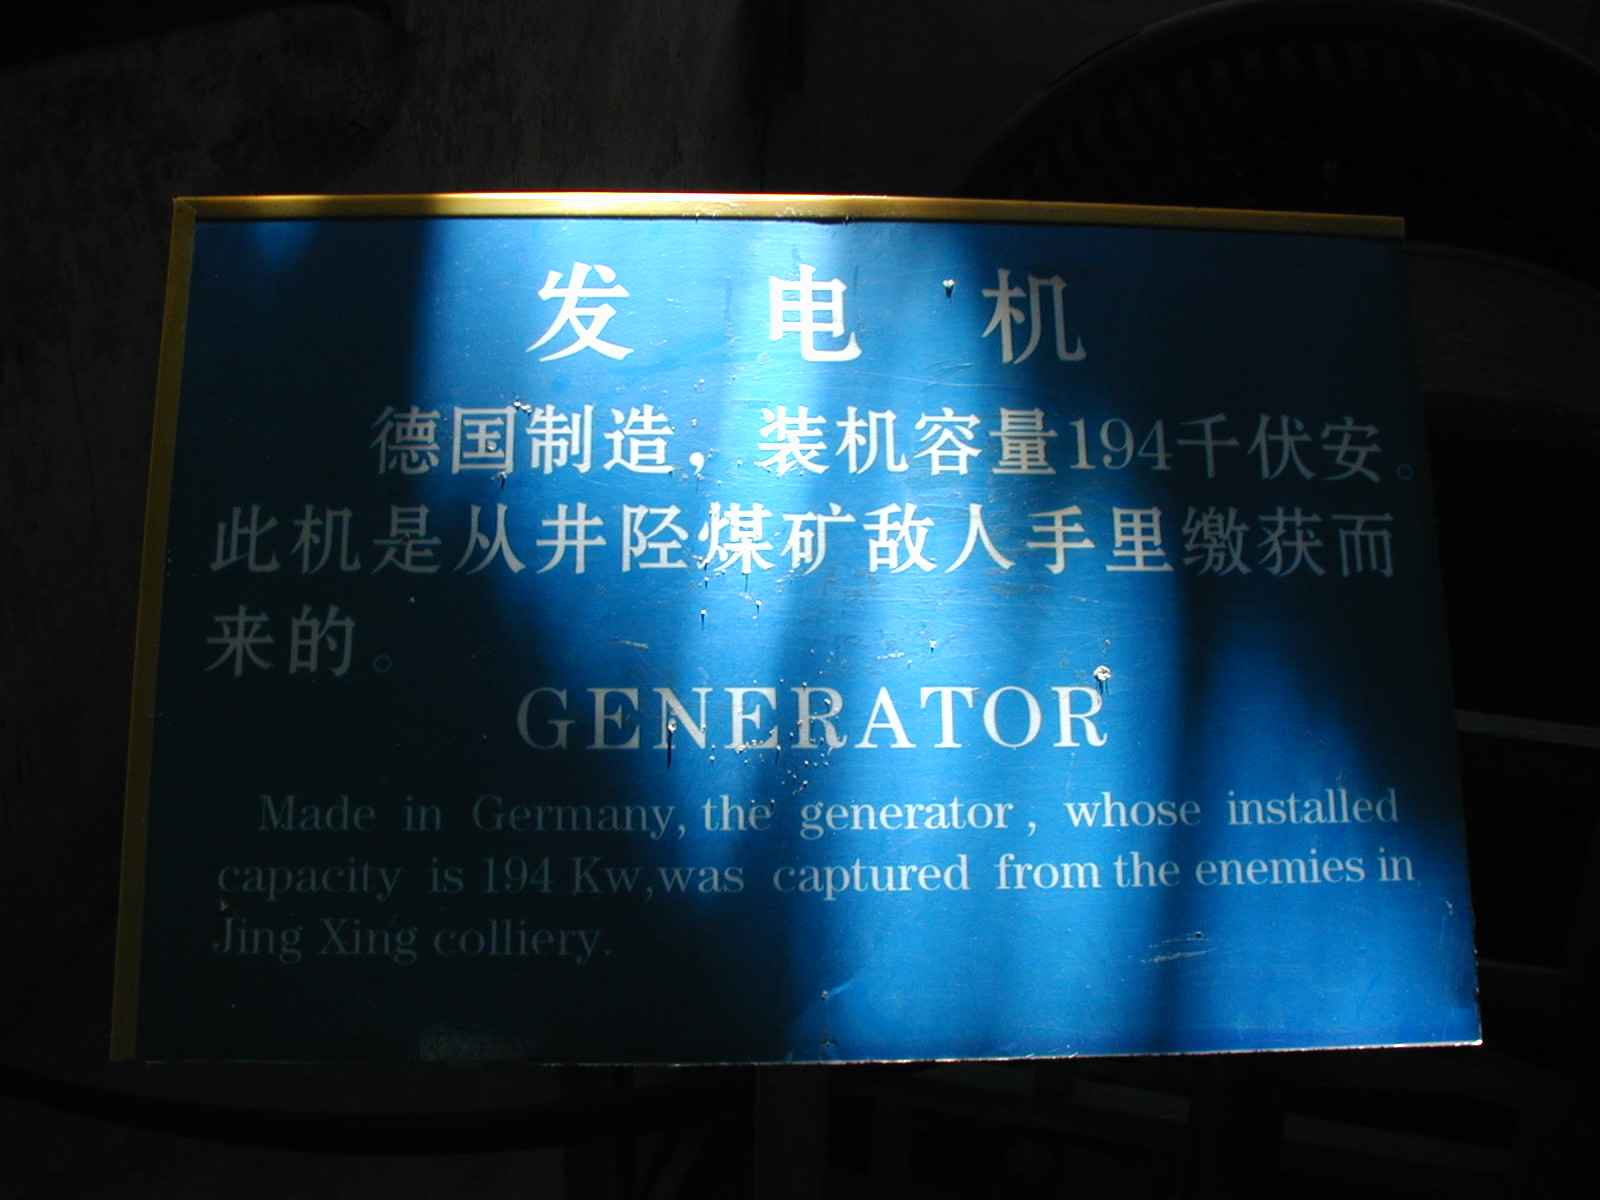 发电机
德国制造，装机容量194千伏安。
此机是从井陉煤矿敌人手里缴获而
来的。
GENERATOR
Made in Germany, the generator, whose installed
capacity is 194 Kw,was captured from the enemies in
Jing Xing colliery.